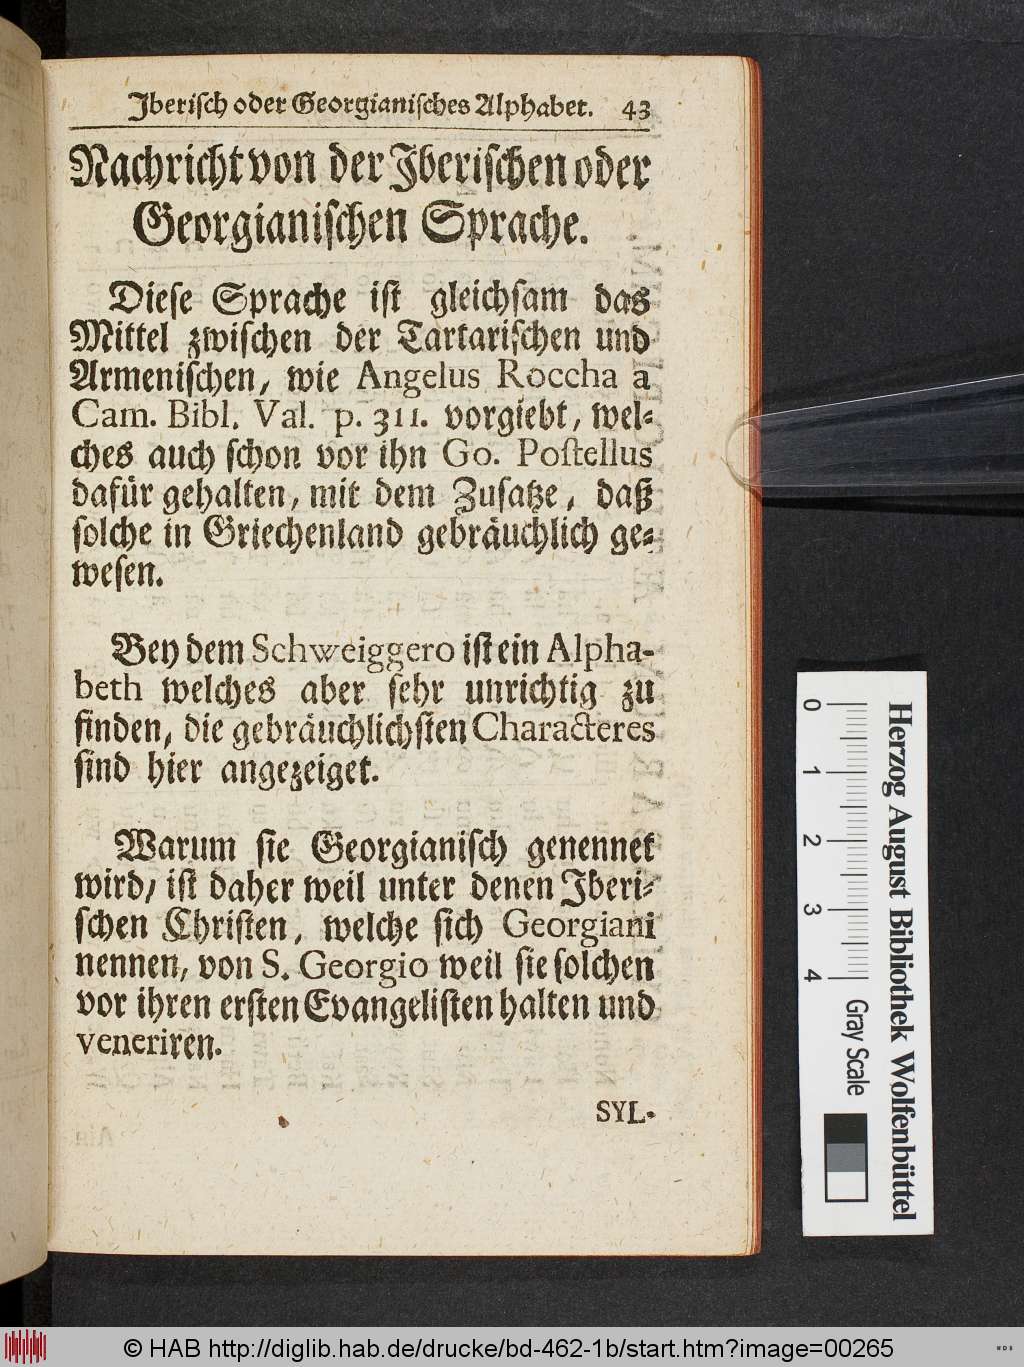 Iberiſch oder Georgianiſches Alphabet. 43
Nachricht von der Iberiſchen oder
Georgianiſchen Sprache.
Dieſe Sprache iſt gleichſam das
Mittel zwiſchen der Tartariſchen und
Armeniſchen, wie Angelus Roccha a
Cam. Bibl. Val. p. 311. vorgiebt, wel-
ches auch ſchon vor ihn Go. Poſtellus
dafür gehalten, mit dem Zuſatze, daß
ſolche in Griechenland gebräuchlich ge-
weſen.
Bey dem Schweiggero iſt ein Alpha-
beth welches aber ſehr unrichtig zu
finden, die gebräuchlichſten Characteres
ſind hier angezeiget.
Warum ſie Georgianiſch genennet
wird/ iſt daher weil unter denen Iberi-
ſchen Chriſten, welche ſich Georgiani
nennen, von S. Georgio weil ſie ſolchen
vor ihren erſten Evangeliſten halten und
veneriren.
SYL-
0 1 2 3 4
Gray Scale
Herzog August Bibliothek Wolfenbüttel
© HAB http://diglib.hab.de/drucke/bd-462-1b/start.htm?image=00265
WDB